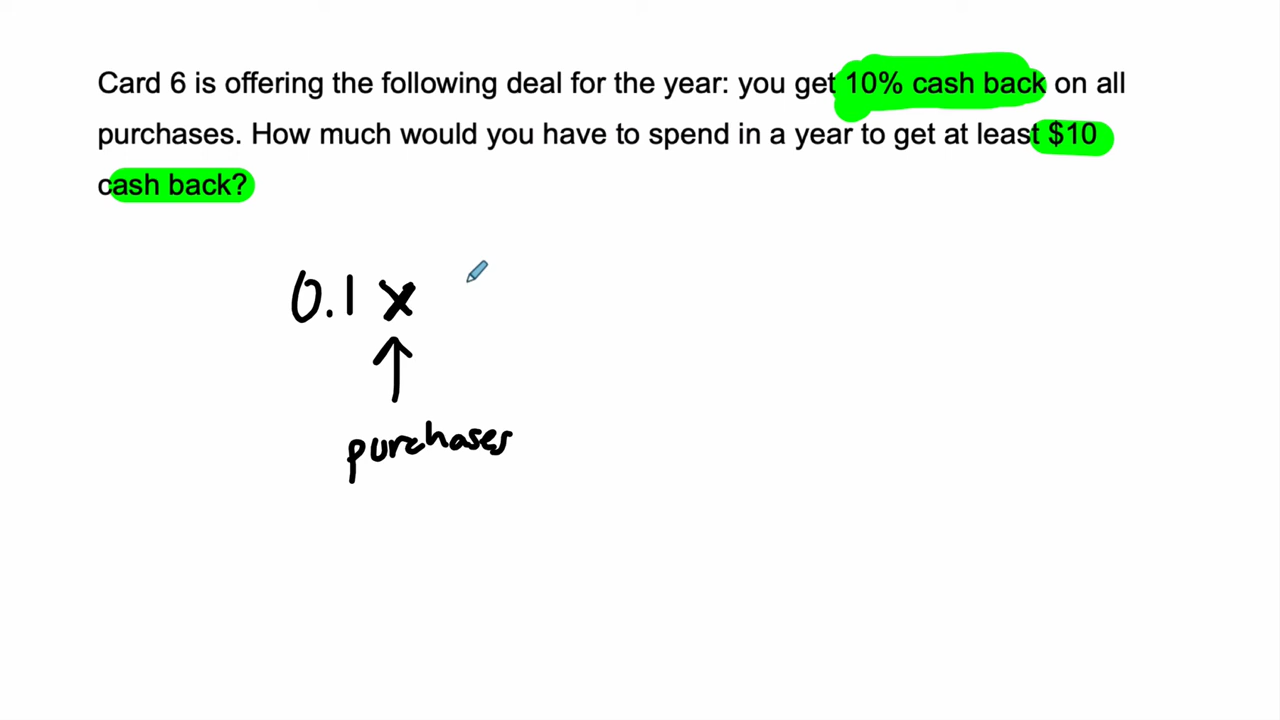 Card 6 is offering the following deal for the year: you get 10% cash back on all
purchases. How much would you have to spend in a year to get at least $10
cash back?
0.1 x
purchases